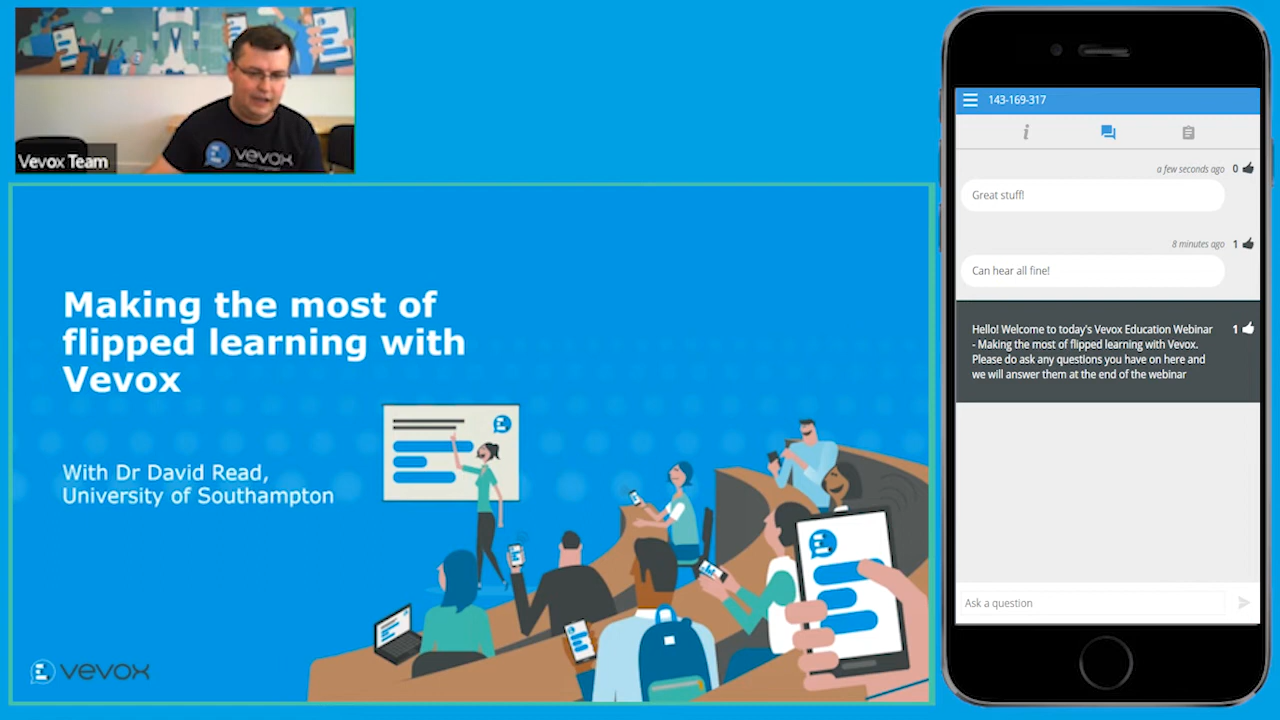 Vevox Team
vevox
Making the most of
flipped learning with
Vevox
With Dr David Read,
University of Southampton
vevox
143-169-317
i
a few seconds ago 0
Great stuff!
8 minutes ago 1
Can hear all fine!
Hello! Welcome to today's Vevox Education Webinar 1
- Making the most of flipped learning with Vevox.
Please do ask any questions you have on here and
we will answer them at the end of the webinar
Ask a question